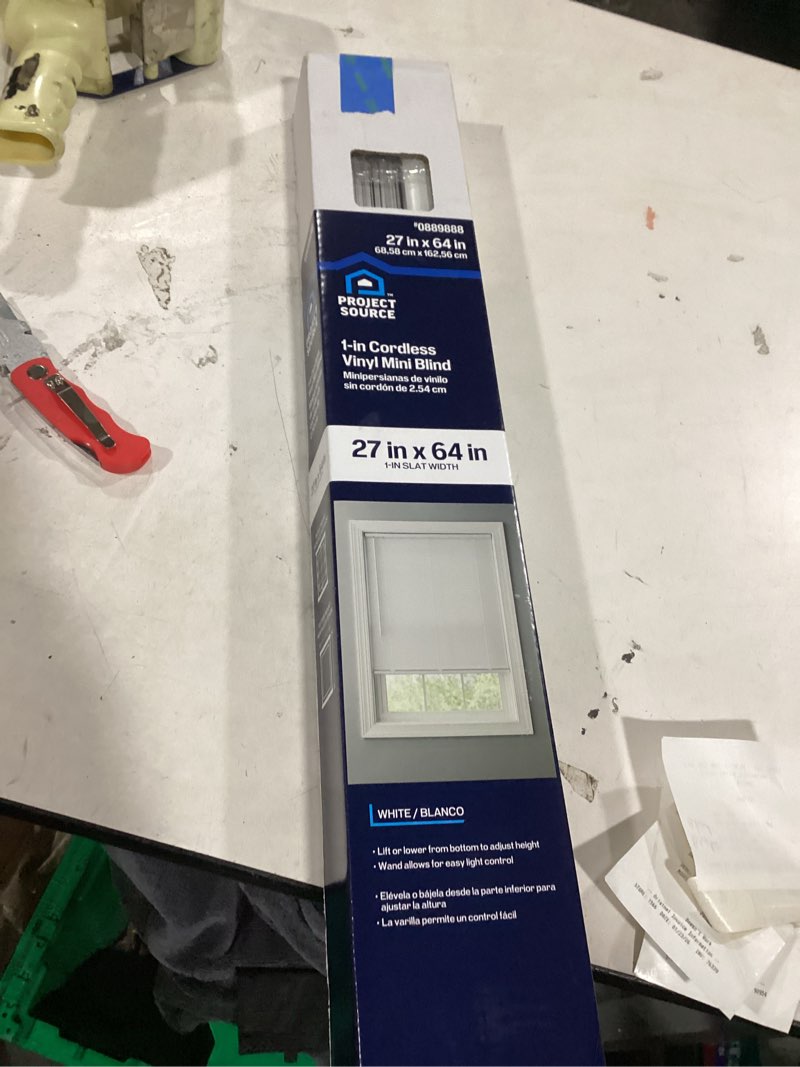 #0889888
27 in x 64 in
68,58 cm x 162,56 cm
PROJECT
SOURCE
™
1-in Cordless
Vinyl Mini Blind
Minipersianas de vinilo
sin cordón de 2.54 cm
27 in x 64 in
1-IN SLAT WIDTH
WHITE / BLANCO
• Lift or lower from bottom to adjust height
• Wand allows for easy light control
• Elévela o bájela desde la parte inferior para
ajustar la altura
• La varilla permite un control fácil